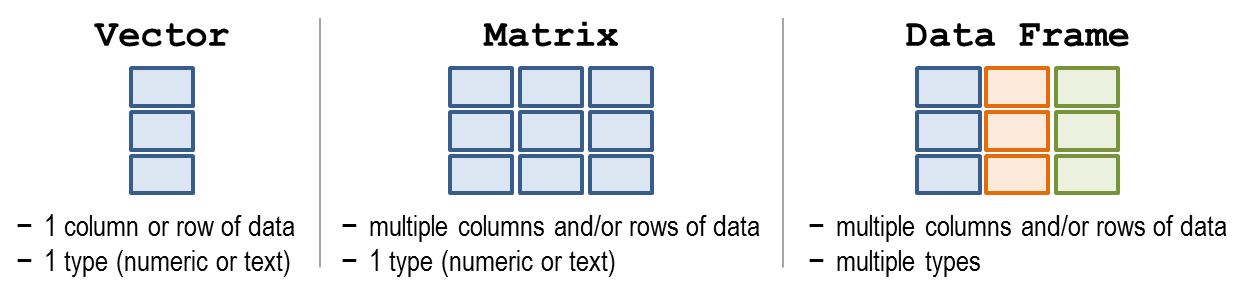 Vector
− 1 column or row of data
− 1 type (numeric or text)
Matrix
− multiple columns and/or rows of data
− 1 type (numeric or text)
Data Frame
− multiple columns and/or rows of data
− multiple types